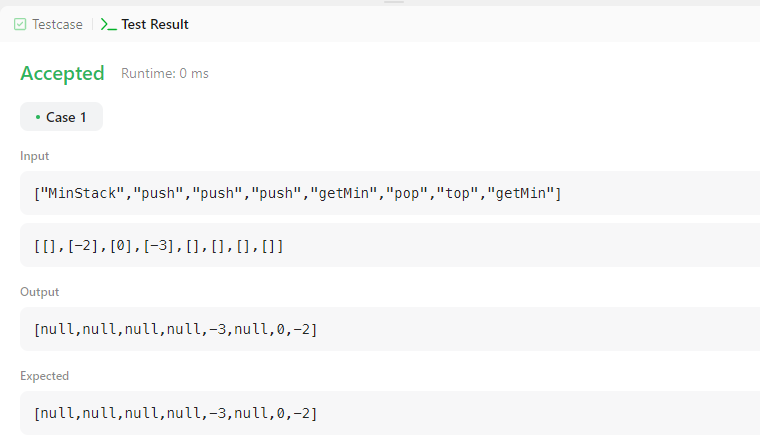 Testcase
Test Result
Accepted
Runtime: 0 ms
Case 1
Input
["MinStack","push","push","push","getMin","pop","top","getMin"]
[[],[-2],[0],[-3],[],[],[],[]]
Output
[null,null,null,null,-3,null,0,-2]
Expected
[null,null,null,null,-3,null,0,-2]